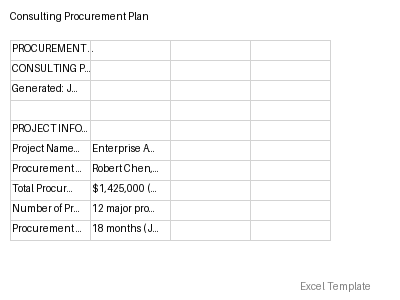 Consulting Procurement Plan
PROCUREMENT...
CONSULTING P...
Generated: J...
PROJECT INFO...
Project Name... Enterprise A...
Procurement... Robert Chen,...
Total Procur... $1,425,000 (...
Number of Pr... 12 major pro...
Procurement... 18 months (J...
Excel Template